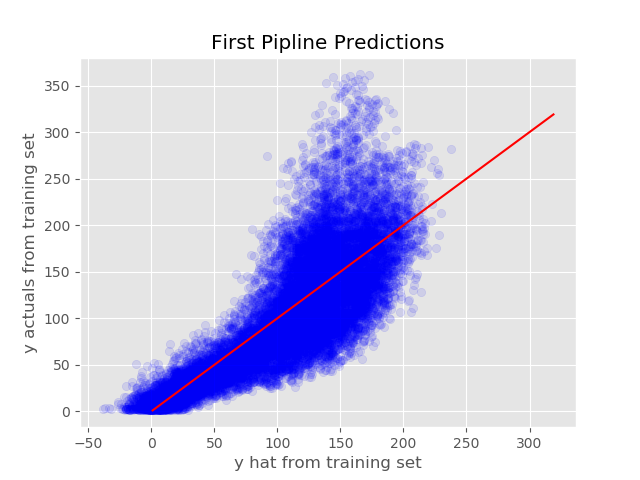 First Pipline Predictions
y actuals from training set
350
300
250
200
150
100
50
0
−50 0 50 100 150 200 250 300
y hat from training set